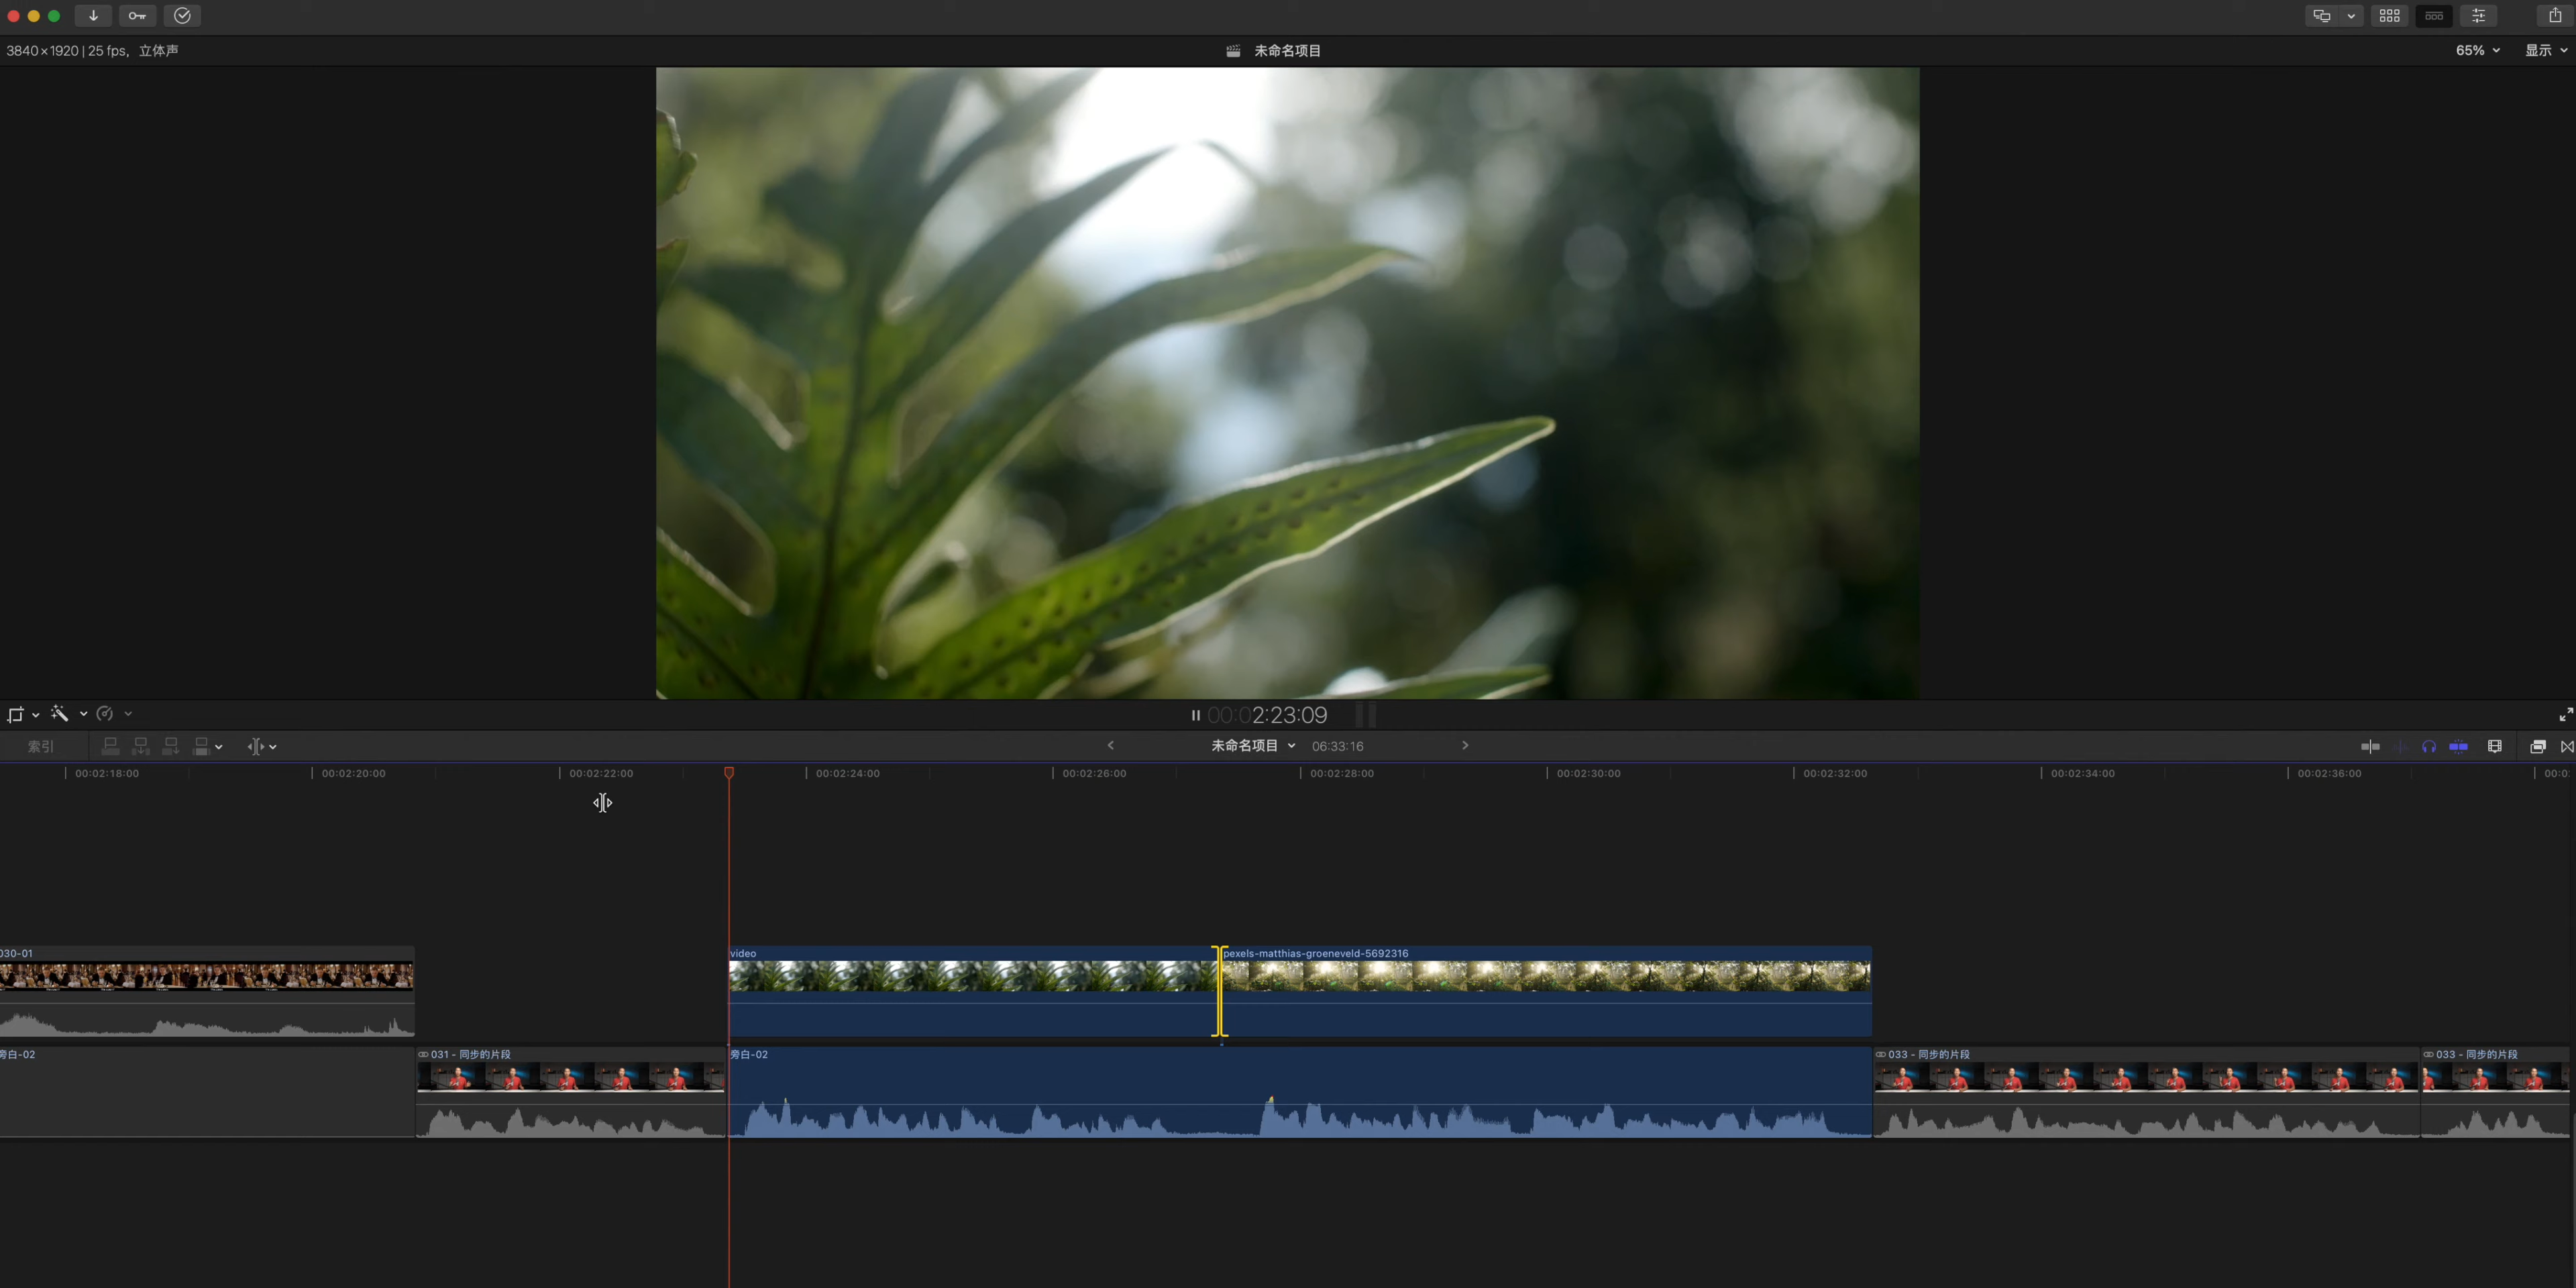 3840×1920 | 25 fps, 立体声
未命名项目
65%
显示
00:02:23:09
索引
未命名项目
06:33:16
00:02:18:00
00:02:20:00
00:02:22:00
00:02:24:00
00:02:26:00
00:02:28:00
00:02:30:00
00:02:32:00
00:02:34:00
00:02:36:00
00:0
030-01
video
pexels-matthias-groeneveld-5692316
旁白-02
031 - 同步的片段
旁白-02
033 - 同步的片段
033 - 同步的片段